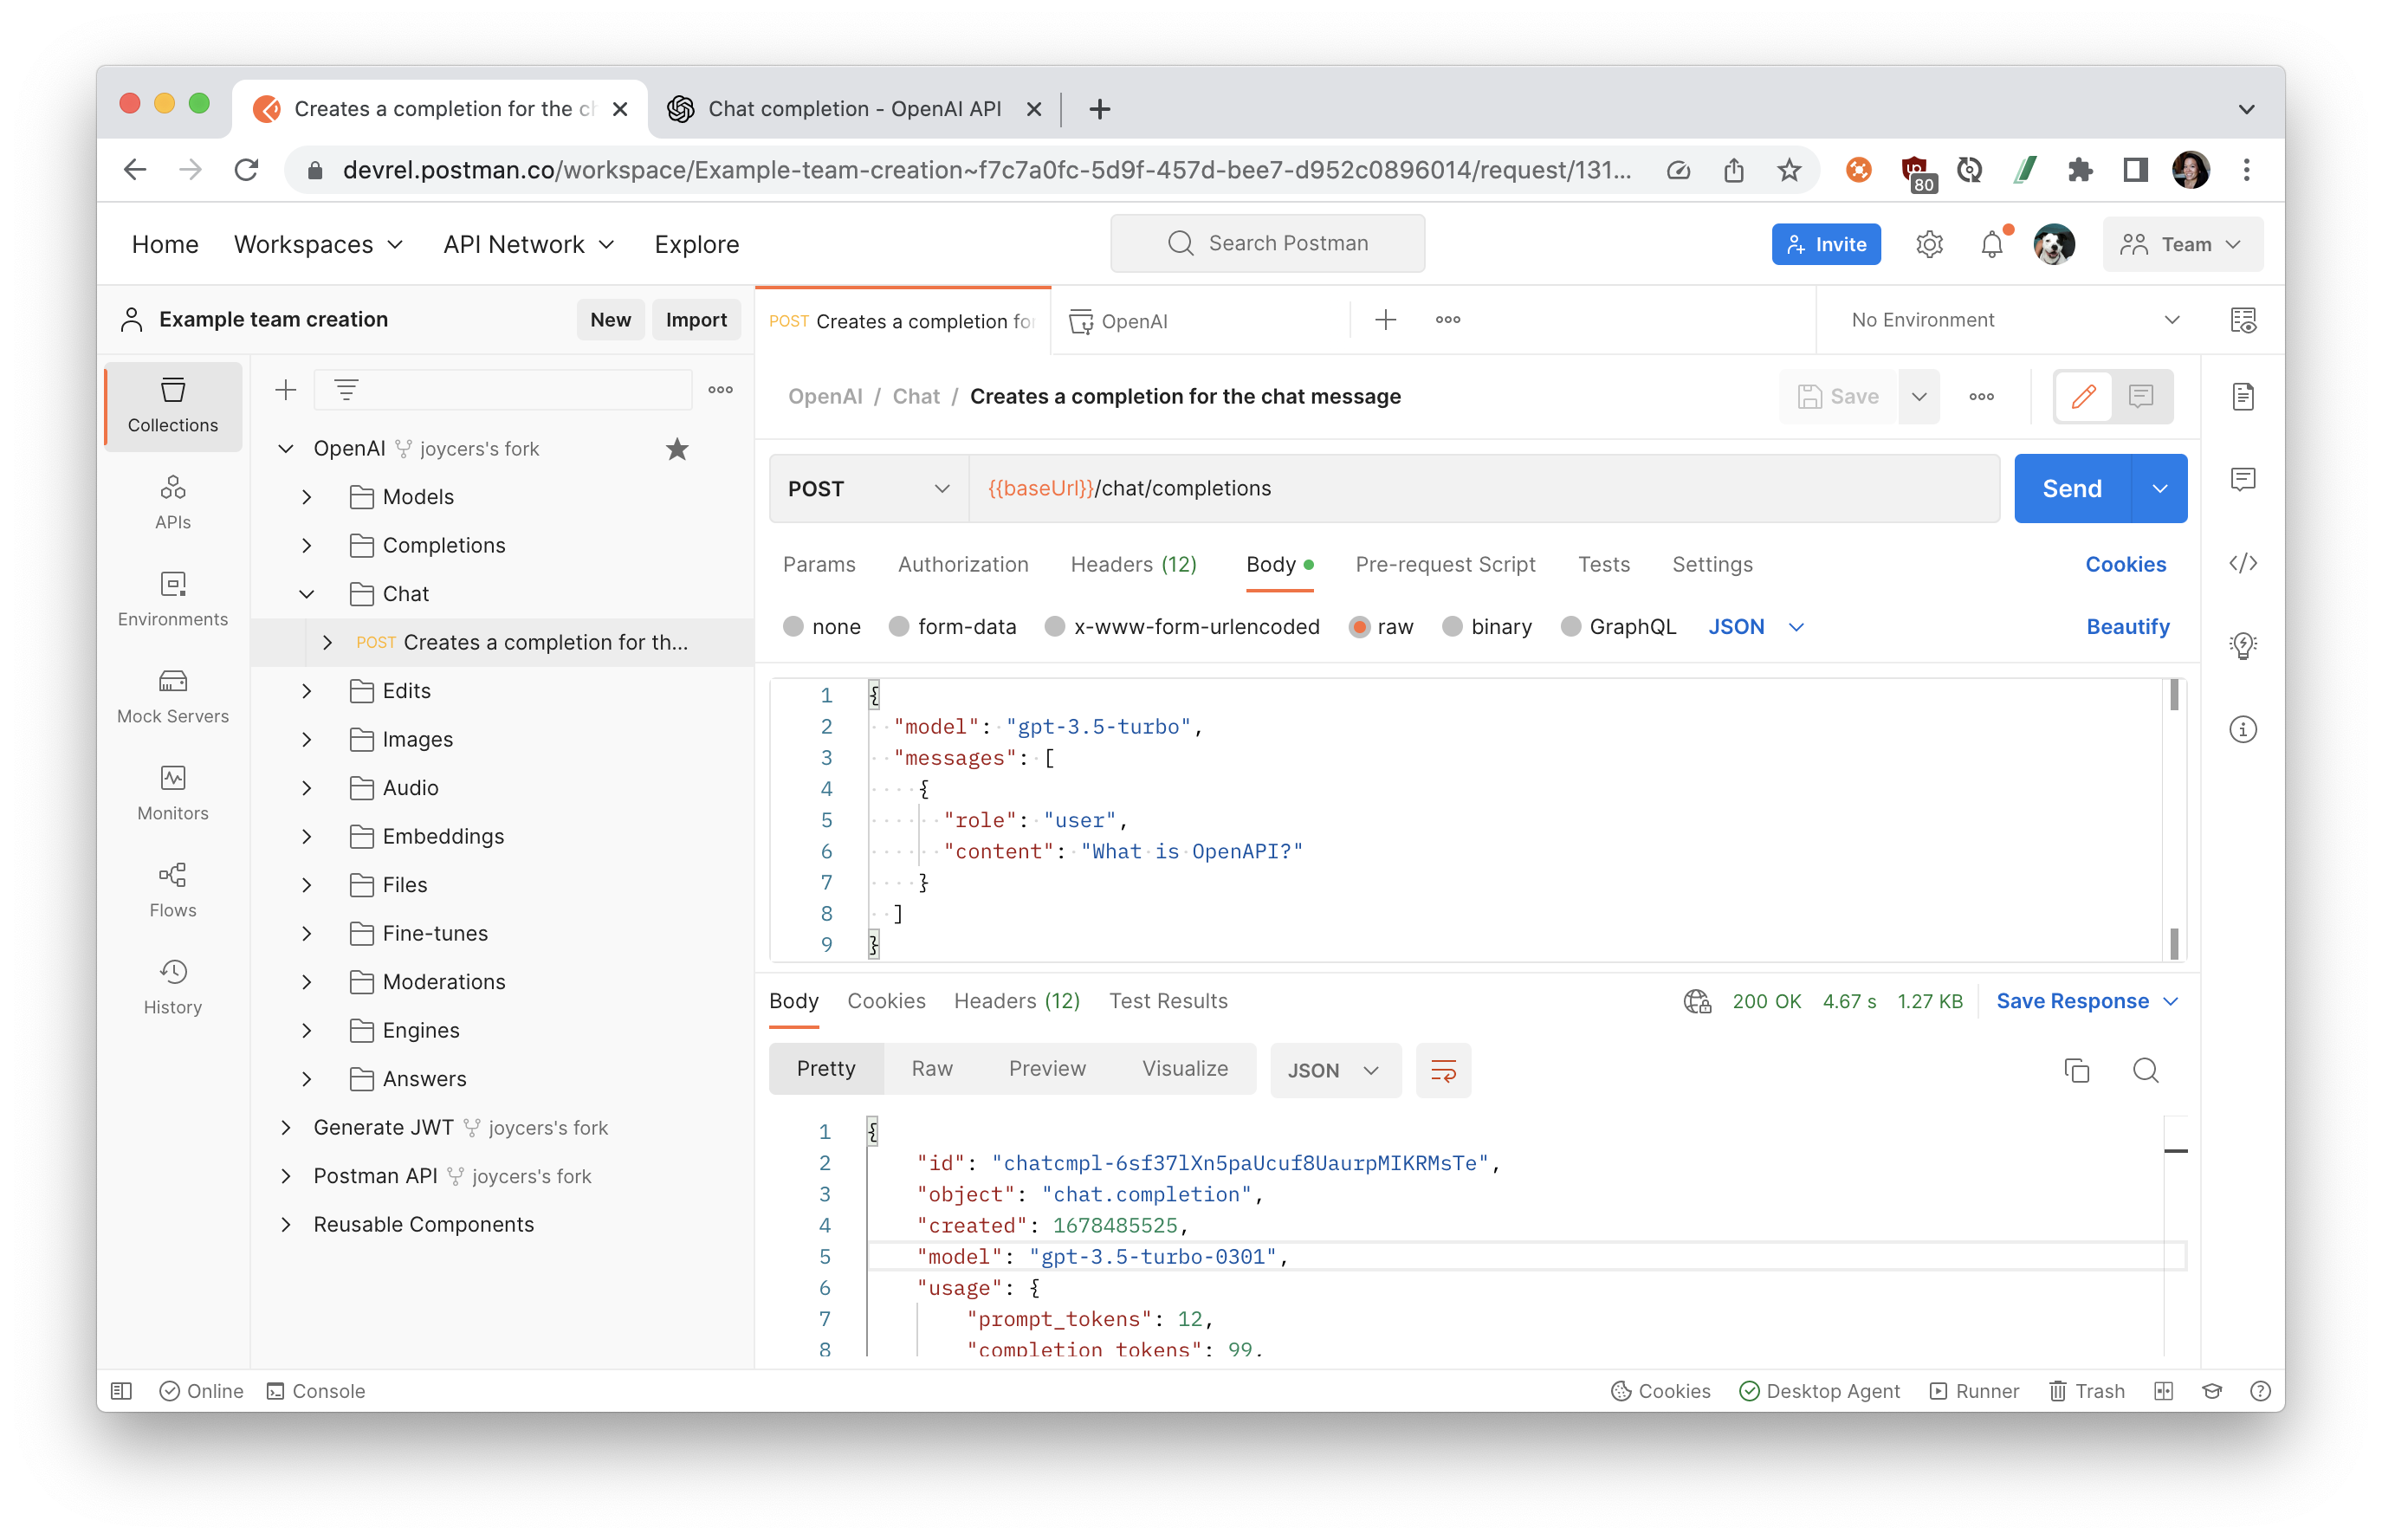 Creates a completion for the ch
Chat completion - OpenAI API
devrel.postman.co/workspace/Example-team-creation~f7c7a0fc-5d9f-457d-bee7-d952c0896014/request/131...
80
Home
Workspaces
API Network
Explore
Search Postman
Invite
Team
Example team creation
New
Import
POST Creates a completion for
OpenAI
No Environment
Collections
APIs
Environments
Mock Servers
Monitors
Flows
History
OpenAI joycers's fork
Models
Completions
Chat
POST Creates a completion for th...
Edits
Images
Audio
Embeddings
Files
Fine-tunes
Moderations
Engines
Answers
Generate JWT joycers's fork
Postman API joycers's fork
Reusable Components
OpenAI / Chat / Creates a completion for the chat message
Save
POST
{{baseUrl}}/chat/completions
Send
Params
Authorization
Headers (12)
Body
Pre-request Script
Tests
Settings
Cookies
none
form-data
x-www-form-urlencoded
raw
binary
GraphQL
JSON
Beautify
1 {
2 "model": "gpt-3.5-turbo",
3 "messages": [
4 {
5 "role": "user",
6 "content": "What is OpenAPI?"
7 }
8 ]
9 }
Body
Cookies
Headers (12)
Test Results
200 OK
4.67 s
1.27 KB
Save Response
Pretty
Raw
Preview
Visualize
JSON
1 {
2 "id": "chatcmpl-6sf37lXn5paUcuf8UaurpMIKRMsTe",
3 "object": "chat.completion",
4 "created": 1678485525,
5 "model": "gpt-3.5-turbo-0301",
6 "usage": {
7 "prompt_tokens": 12,
8 "completion_tokens": 99,
Online
Console
Cookies
Desktop Agent
Runner
Trash